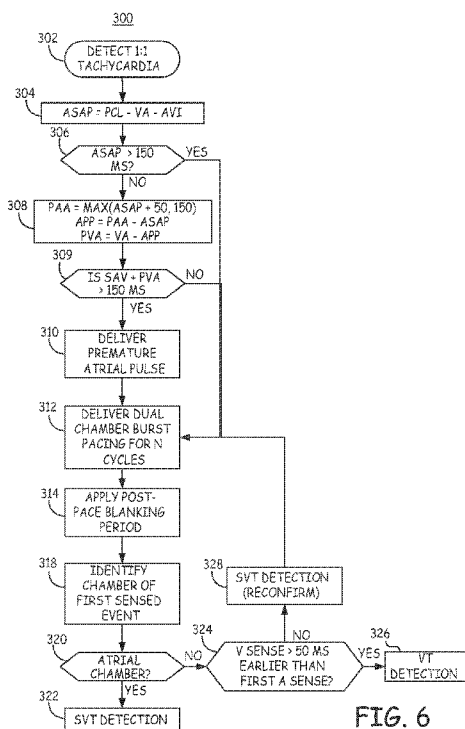 300
302
DETECT 1:1
TACHYCARDIA
304
ASAP = PCL - VA - AVI
306
ASAP > 150
MS?
YES
NO
308
PAA = MAX(ASAP + 50, 150)
APP = PAA - ASAP
PVA = VA - APP
309
IS SAV + PVA
> 150 MS
NO
YES
310
DELIVER
PREMATURE
ATRIAL PULSE
312
DELIVER DUAL
CHAMBER BURST
PACING FOR N
CYCLES
314
APPLY POST-
PACE BLANKING
PERIOD
318
IDENTIFY
CHAMBER OF
FIRST SENSED
EVENT
328
SVT DETECTION
(RECONFIRM)
320
ATRIAL
CHAMBER?
NO
YES
324
NO
V SENSE > 50 MS
EARLIER THAN
FIRST A SENSE?
YES
326
VT
DETECTION
322
SVT DETECTION
FIG. 6